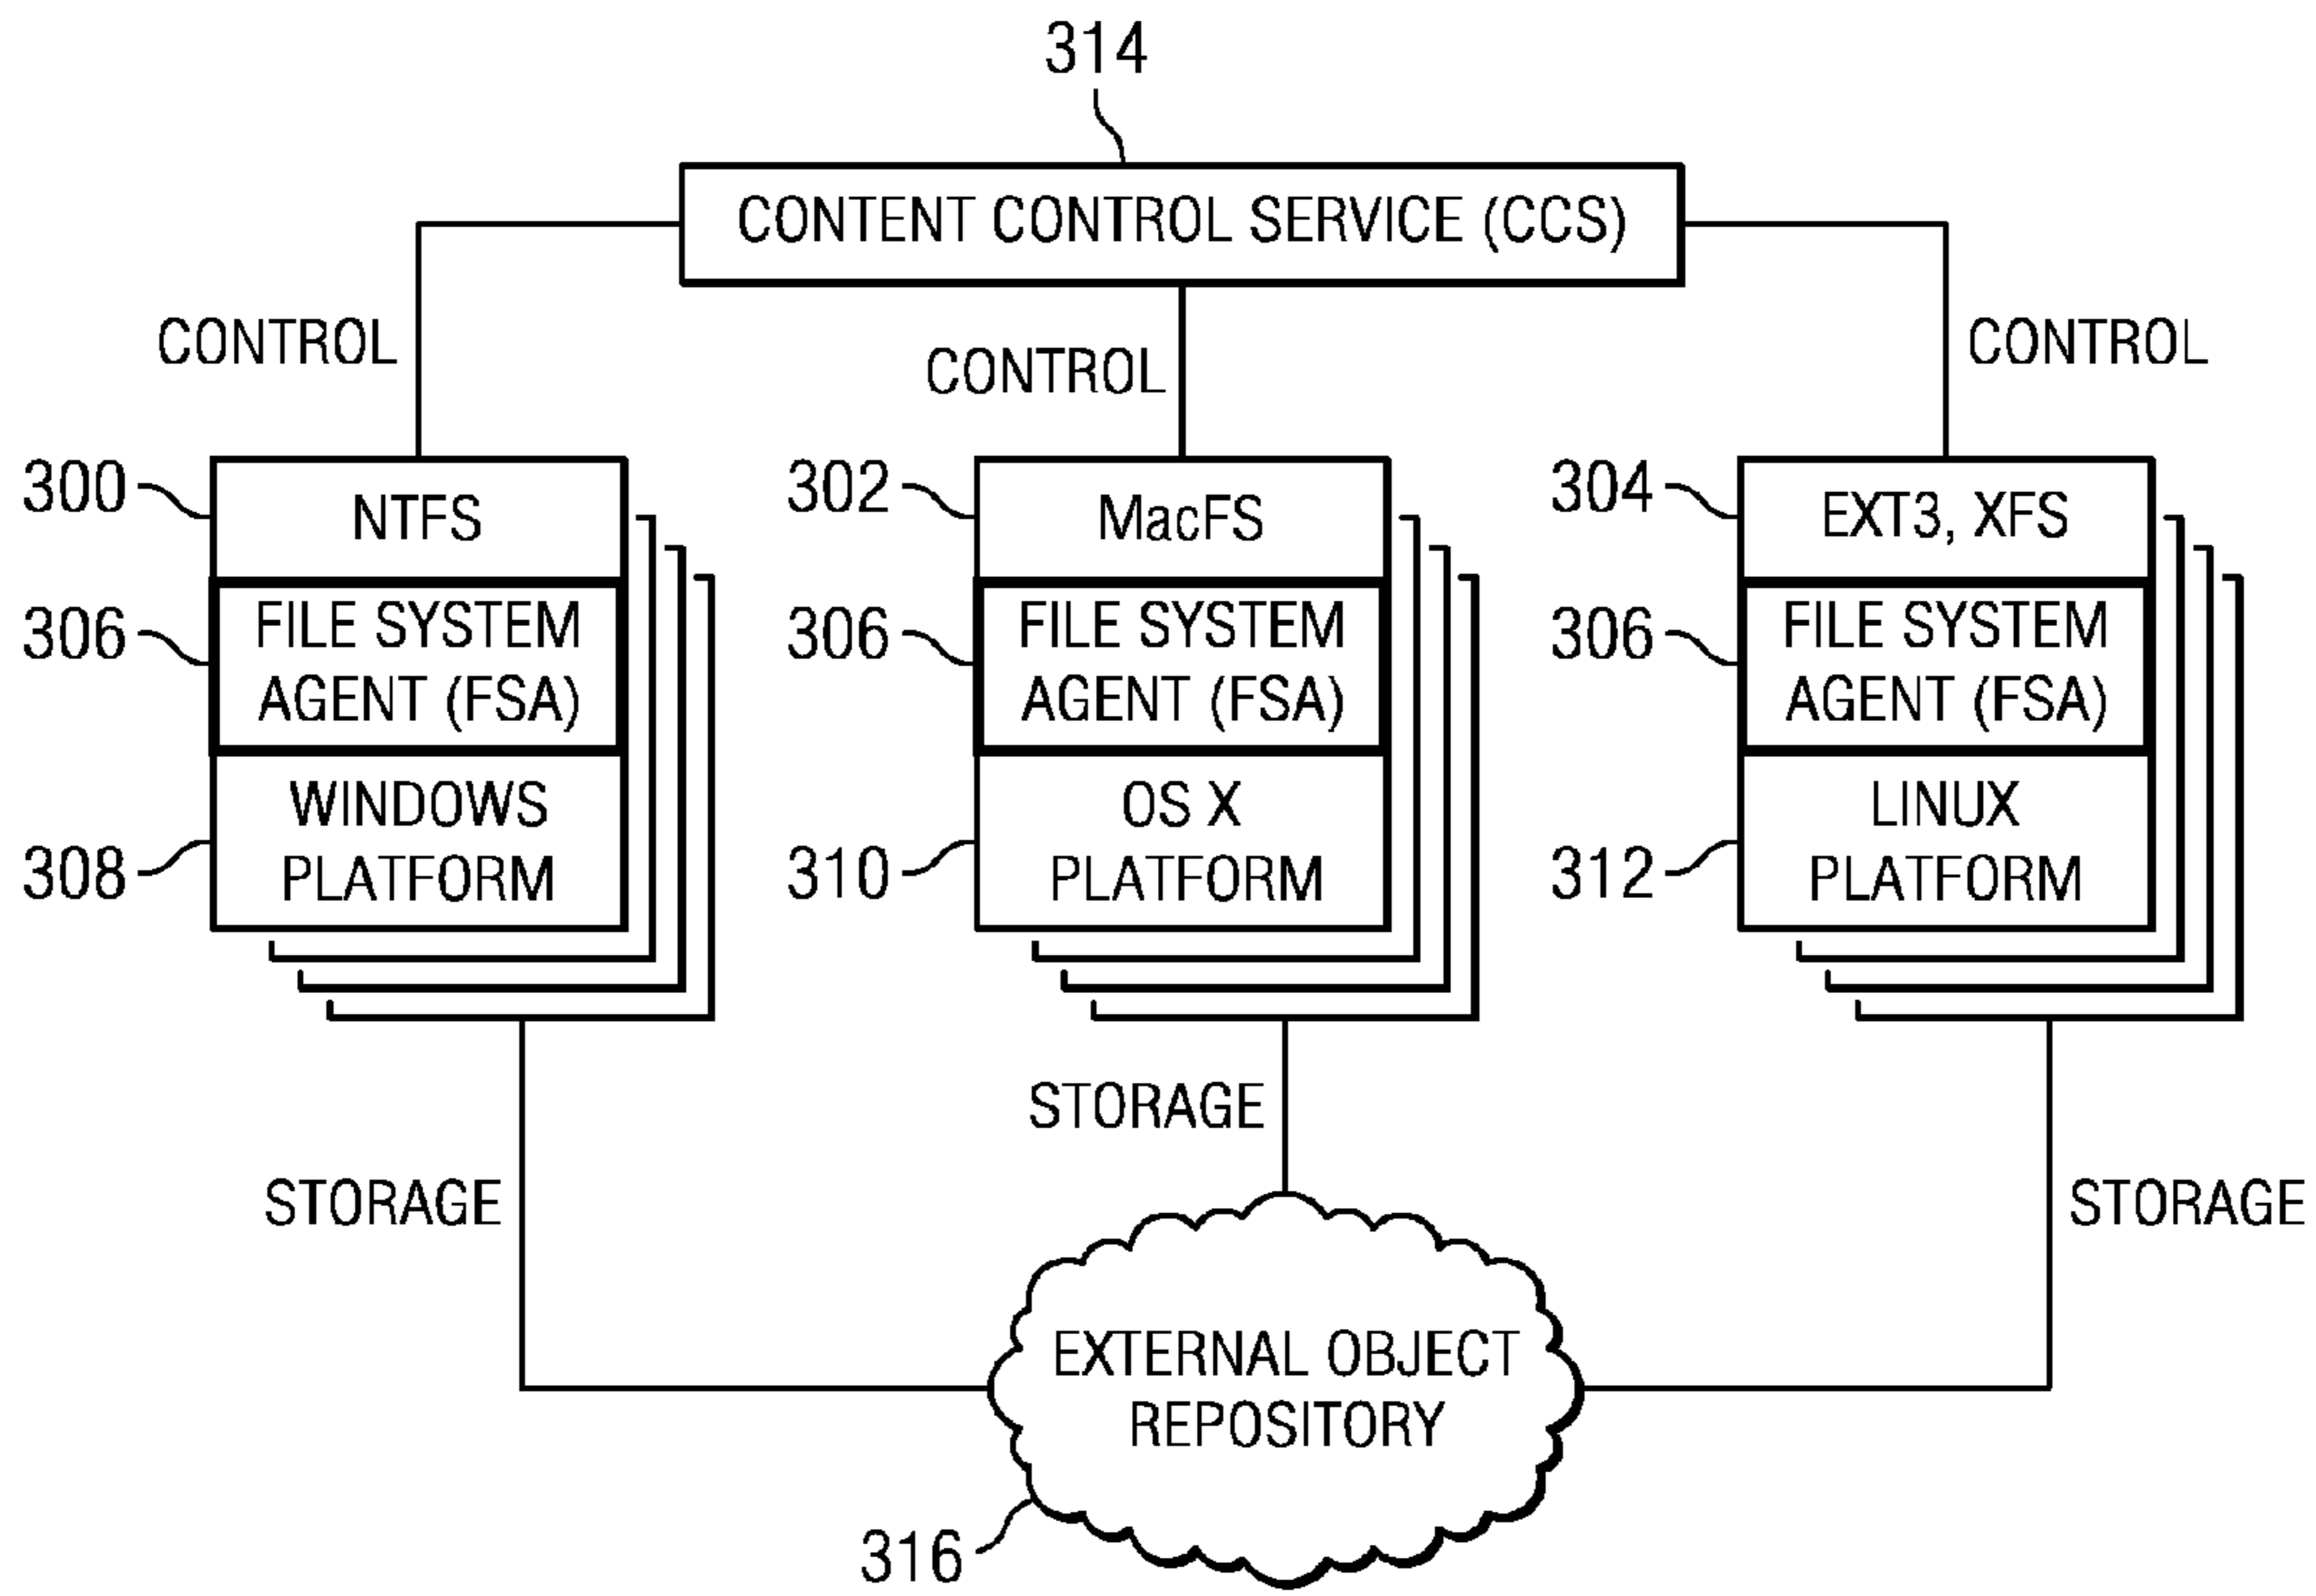 314
CONTENT CONTROL SERVICE (CCS)
CONTROL
CONTROL
CONTROL
300
NTFS
306
FILE SYSTEM
AGENT (FSA)
308
WINDOWS
PLATFORM
302
MacFS
306
FILE SYSTEM
AGENT (FSA)
310
OS X
PLATFORM
304
EXT3, XFS
306
FILE SYSTEM
AGENT (FSA)
312
LINUX
PLATFORM
STORAGE
STORAGE
STORAGE
EXTERNAL OBJECT
REPOSITORY
316